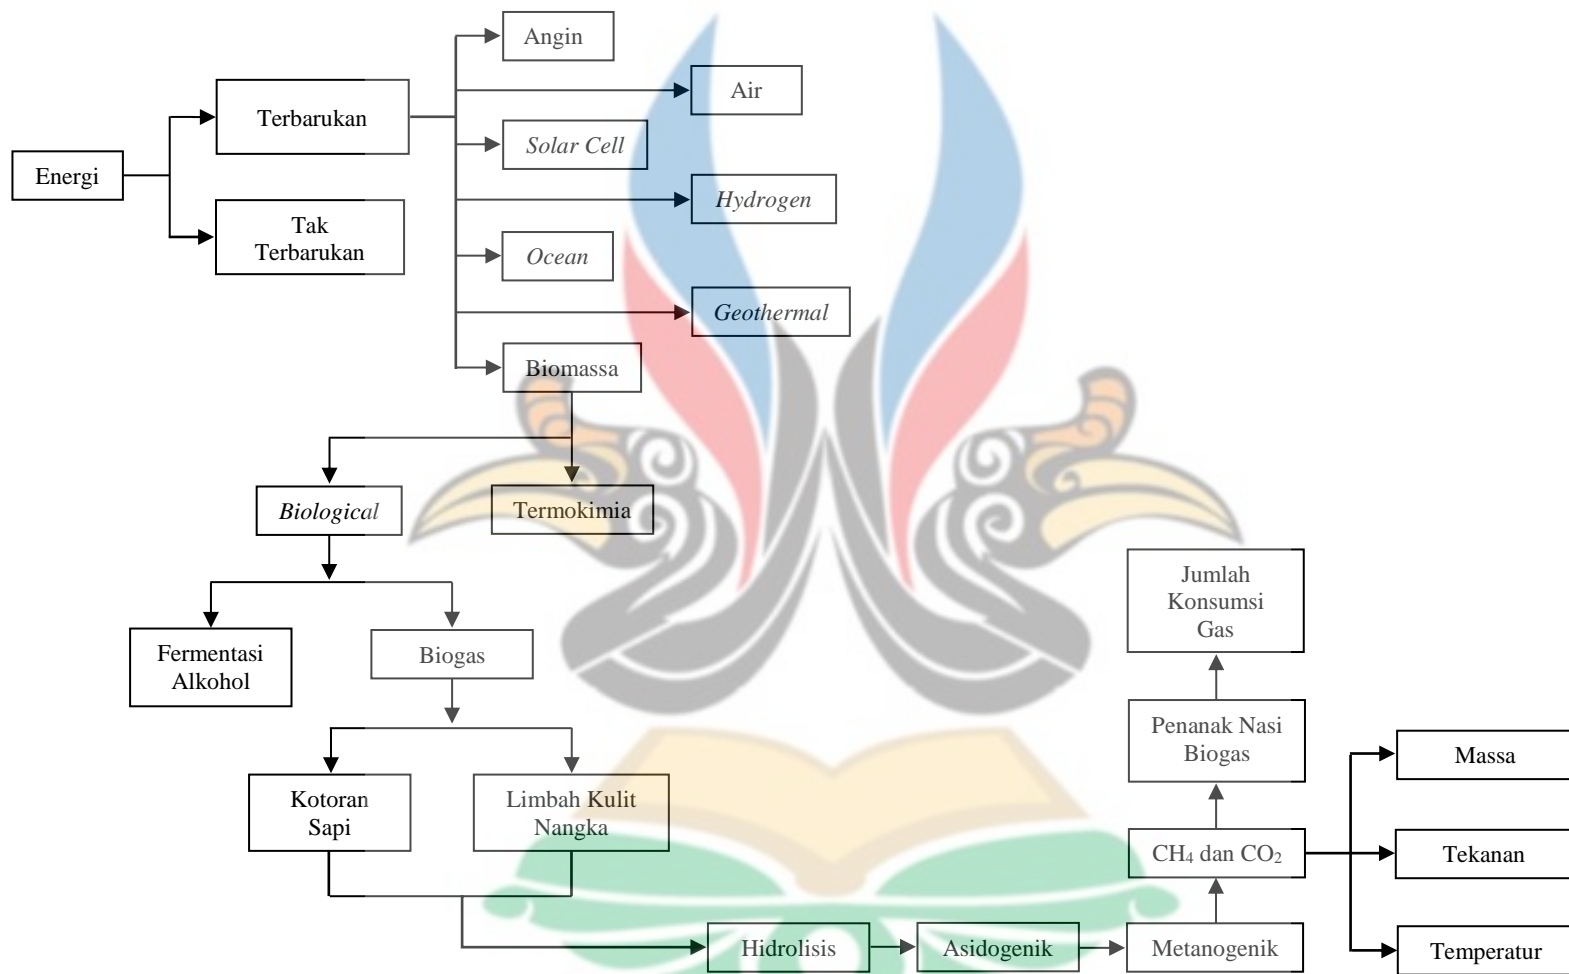 Angin
Air
Terbarukan
Solar Cell
Energi
Hydrogen
Tak
Terbarukan
Ocean
Geothermal
Biomassa
Biological
Termokimia
Fermentasi
Alkohol
Biogas
Kotoran
Sapi
Limbah Kulit
Nangka
Hidrolisis
Asidogenik
Metanogenik
CH₄ dan CO₂
Penanak Nasi
Biogas
Jumlah
Konsumsi
Gas
Massa
Tekanan
Temperatur